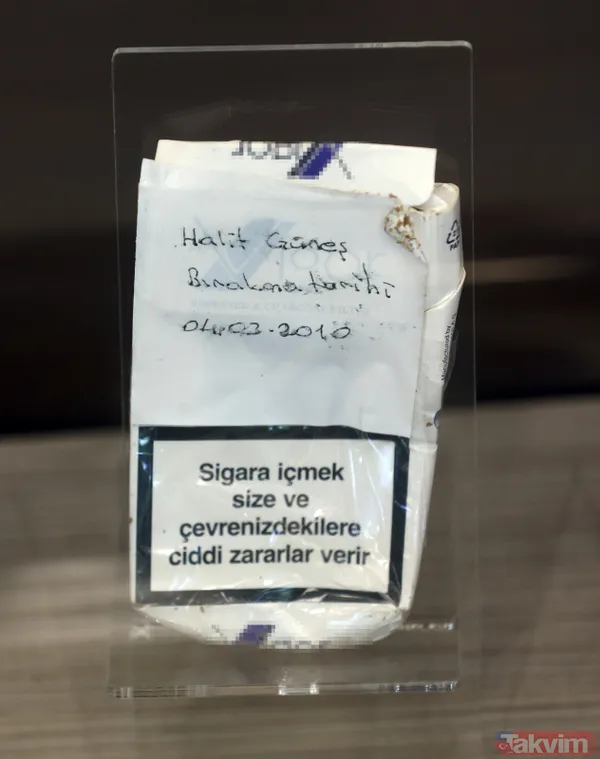 Halit Güneş
Bırakma tarihi
04.03.2010
Sigara içmek
size ve
çevrenizdekilere
ciddi zararlar verir
Takvim